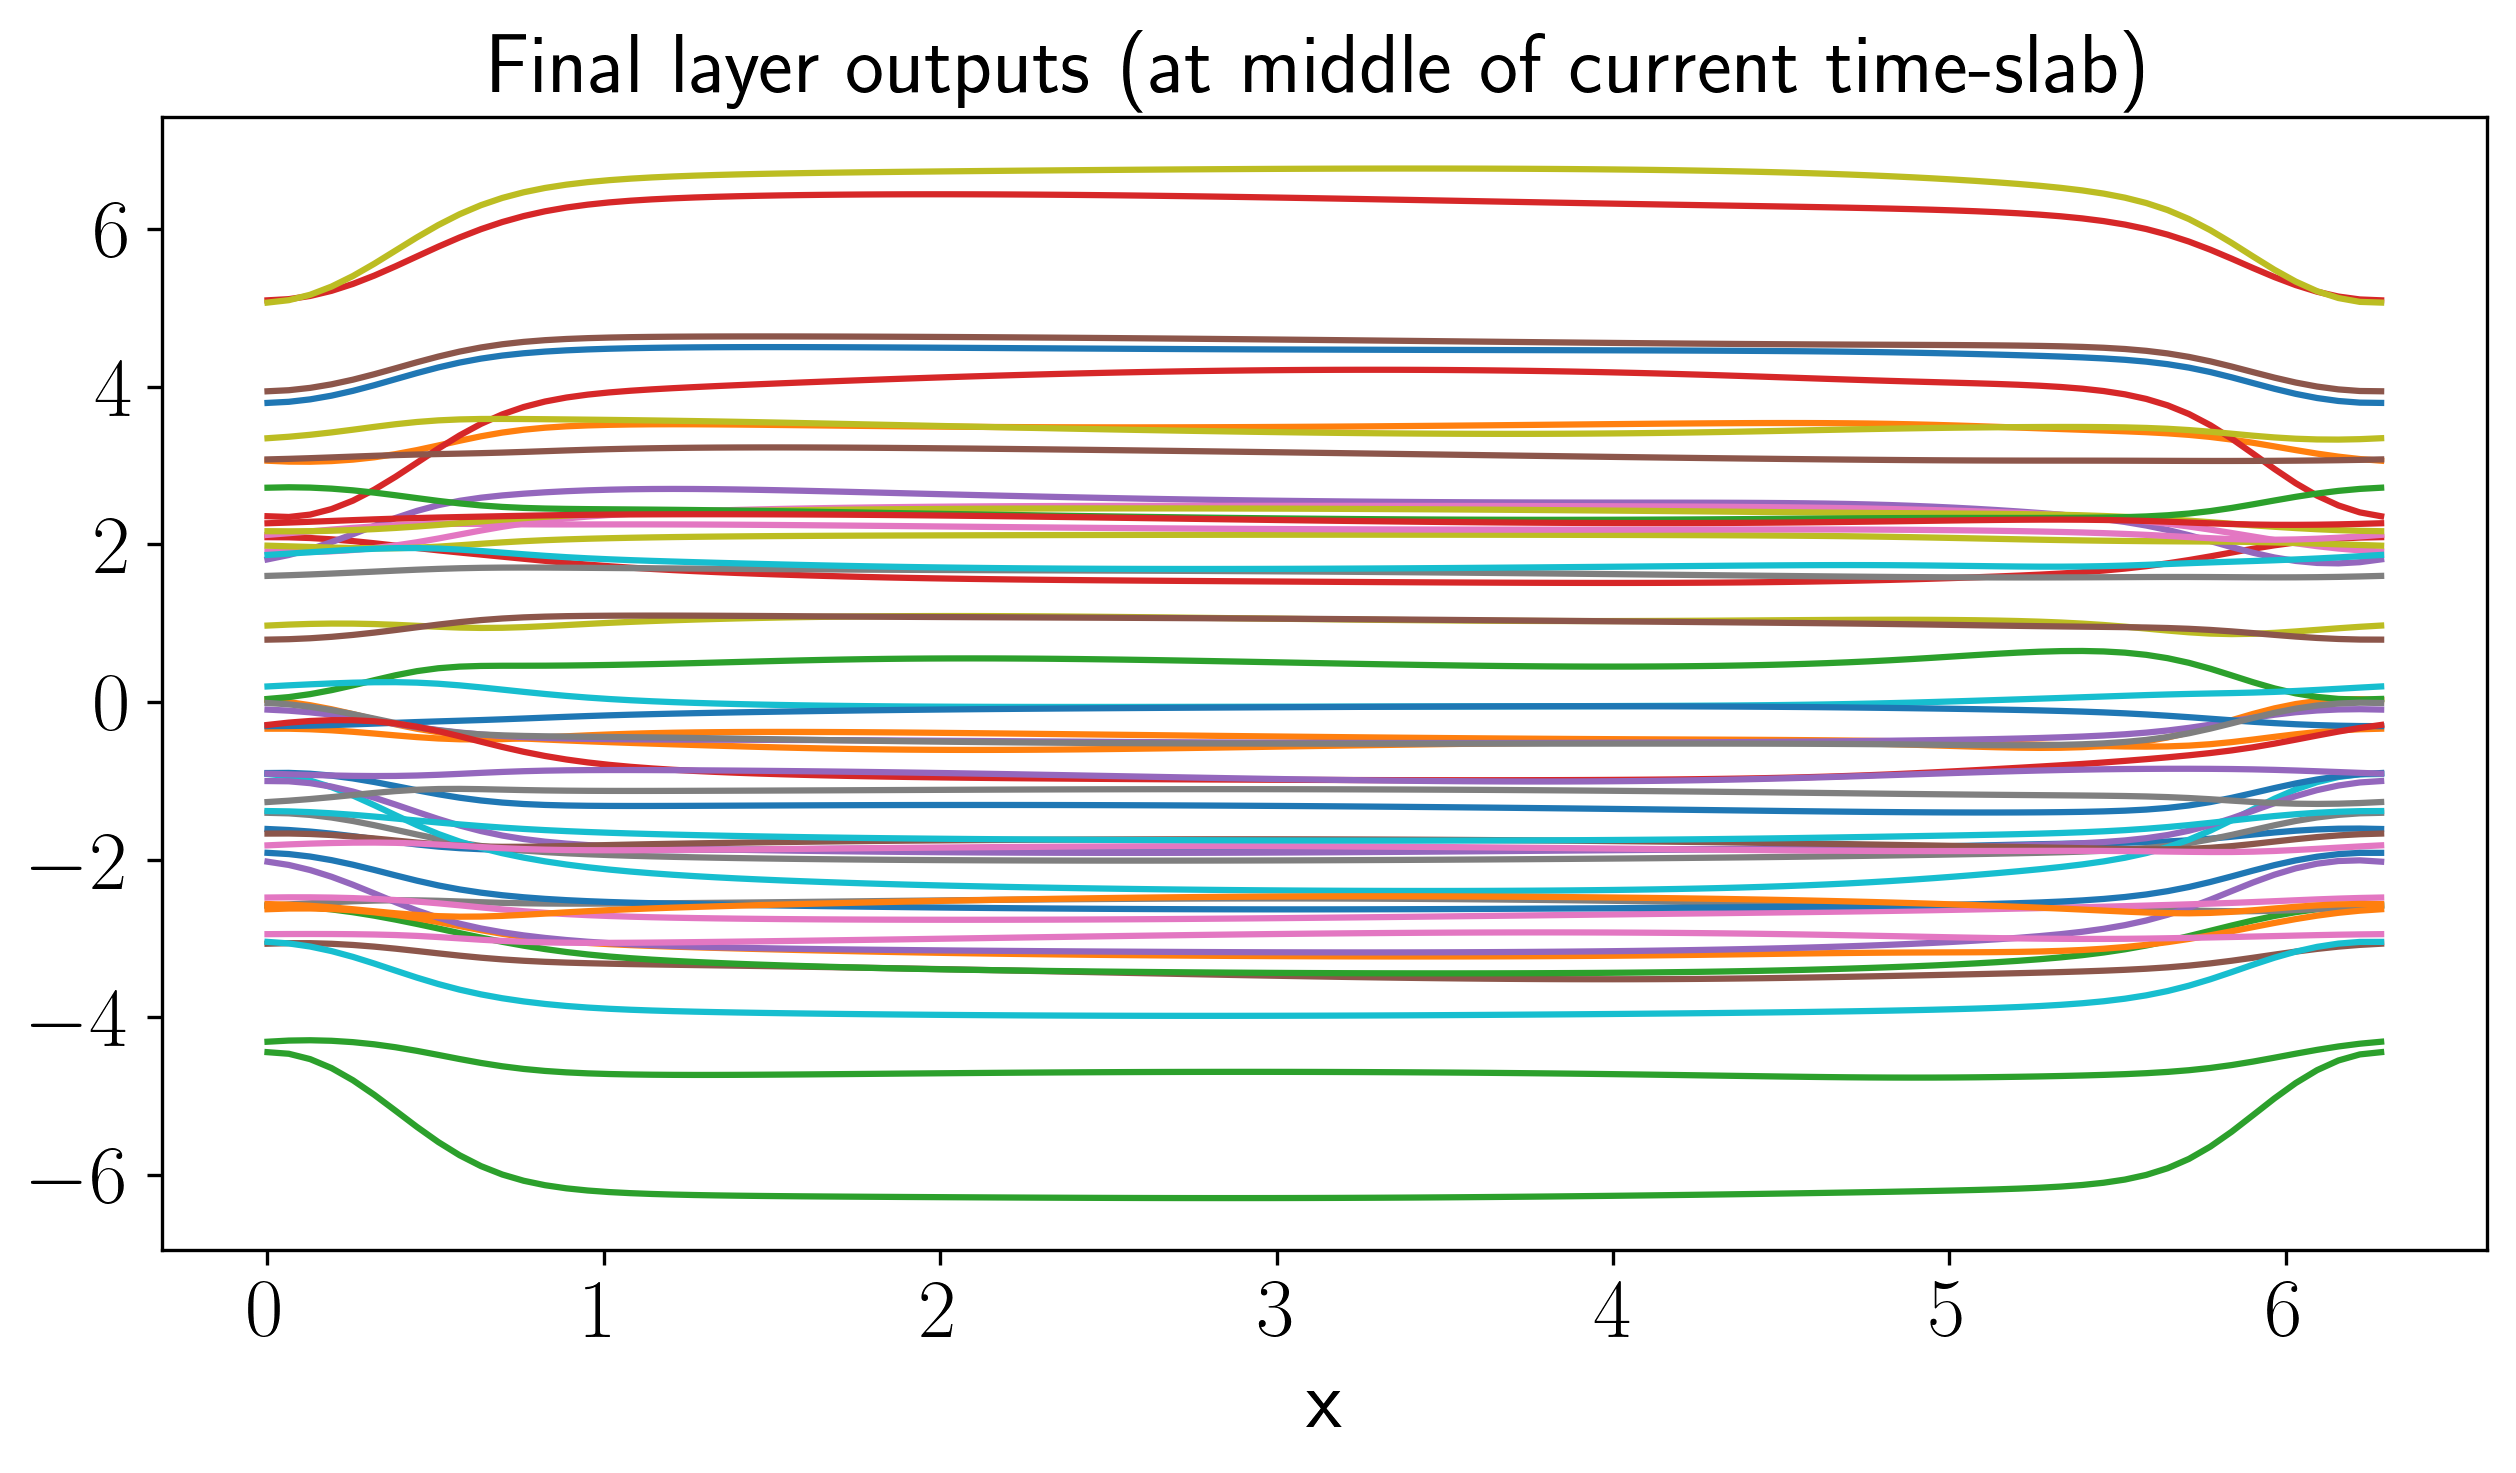 Final layer outputs (at middle of current time-slab)
6
4
2
0
−2
−4
−6
0 1 2 3 4 5 6
x